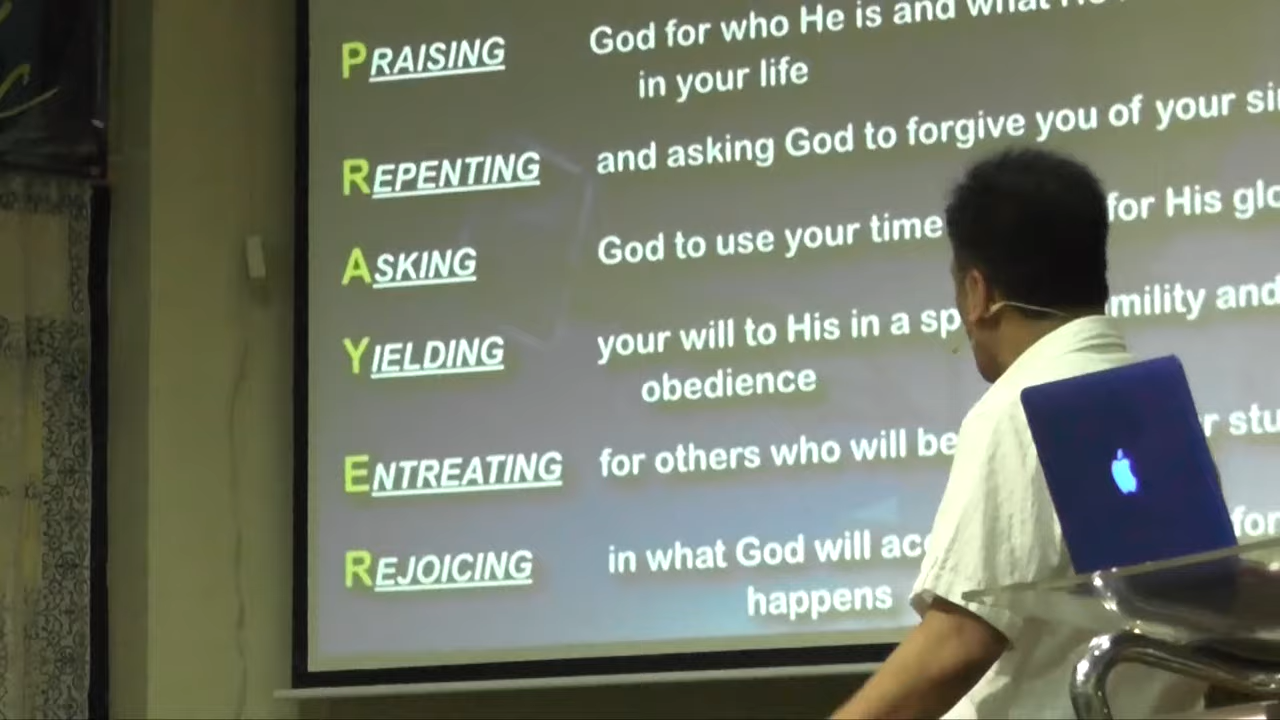 PRAISING God for who He is and what
in your life
REPENTING and asking God to forgive you of your
ASKING God to use your time for His
YIELDING your will to His in a and
obedience
ENTREATING for others who will
REJOICING in what God will for
happens